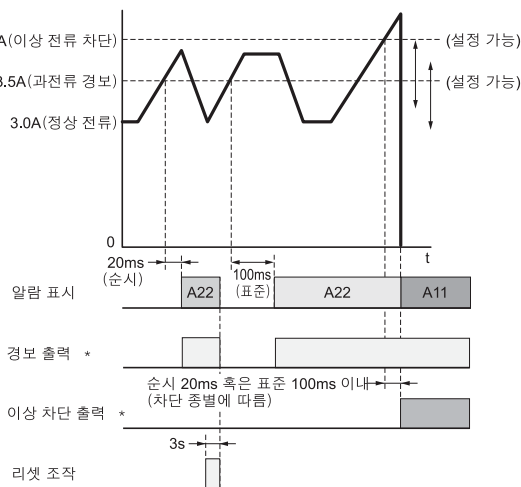 A(이상 전류 차단)
(설정 가능)
3.5A(과전류 경보)
(설정 가능)
3.0A(정상 전류)
0
t
20ms
(순시)
100ms
(표준)
알람 표시
A22
A22
A11
경보 출력 *
순시 20ms 혹은 표준 100ms 이내
(차단 종별에 따름)
이상 차단 출력 *
3s
리셋 조작